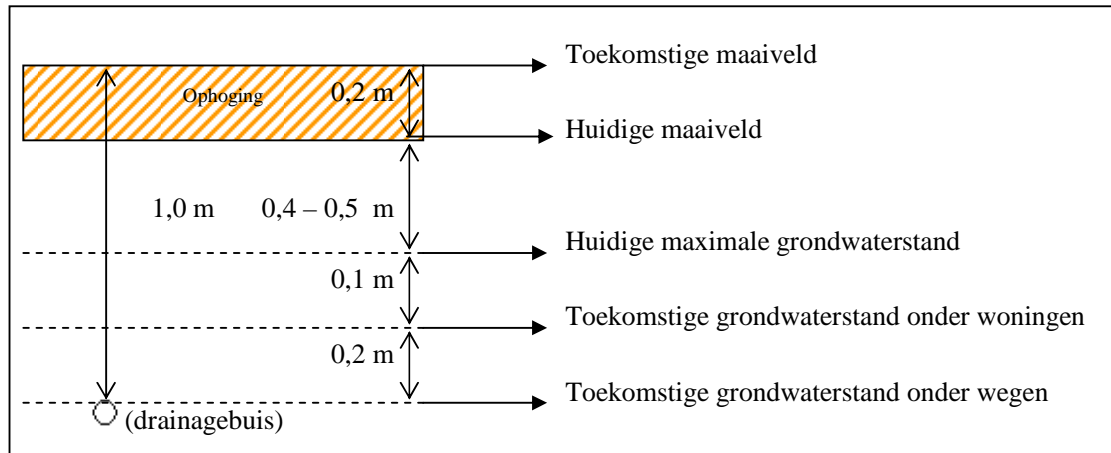 Toekomstige maaiveld
Ophoging 0,2 m
Huidige maaiveld
1,0 m 0,4 – 0,5 m
Huidige maximale grondwaterstand
0,1 m
Toekomstige grondwaterstand onder woningen
0,2 m
Toekomstige grondwaterstand onder wegen
(drainagebuis)